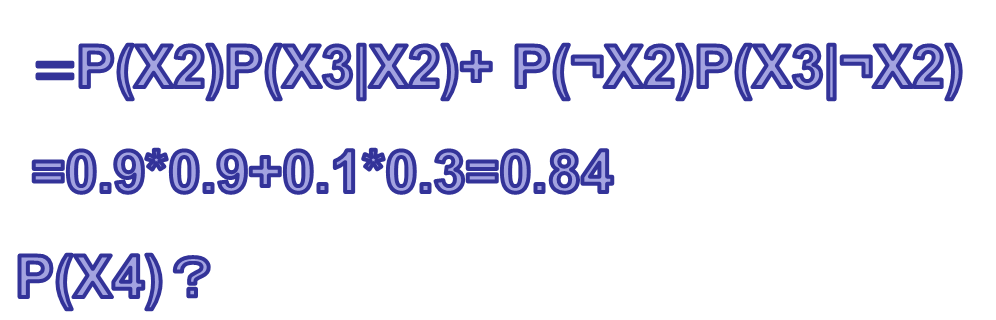 =P(X2)P(X3|X2)+ P(¬X2)P(X3|¬X2)
=0.9*0.9+0.1*0.3=0.84
P(X4)?